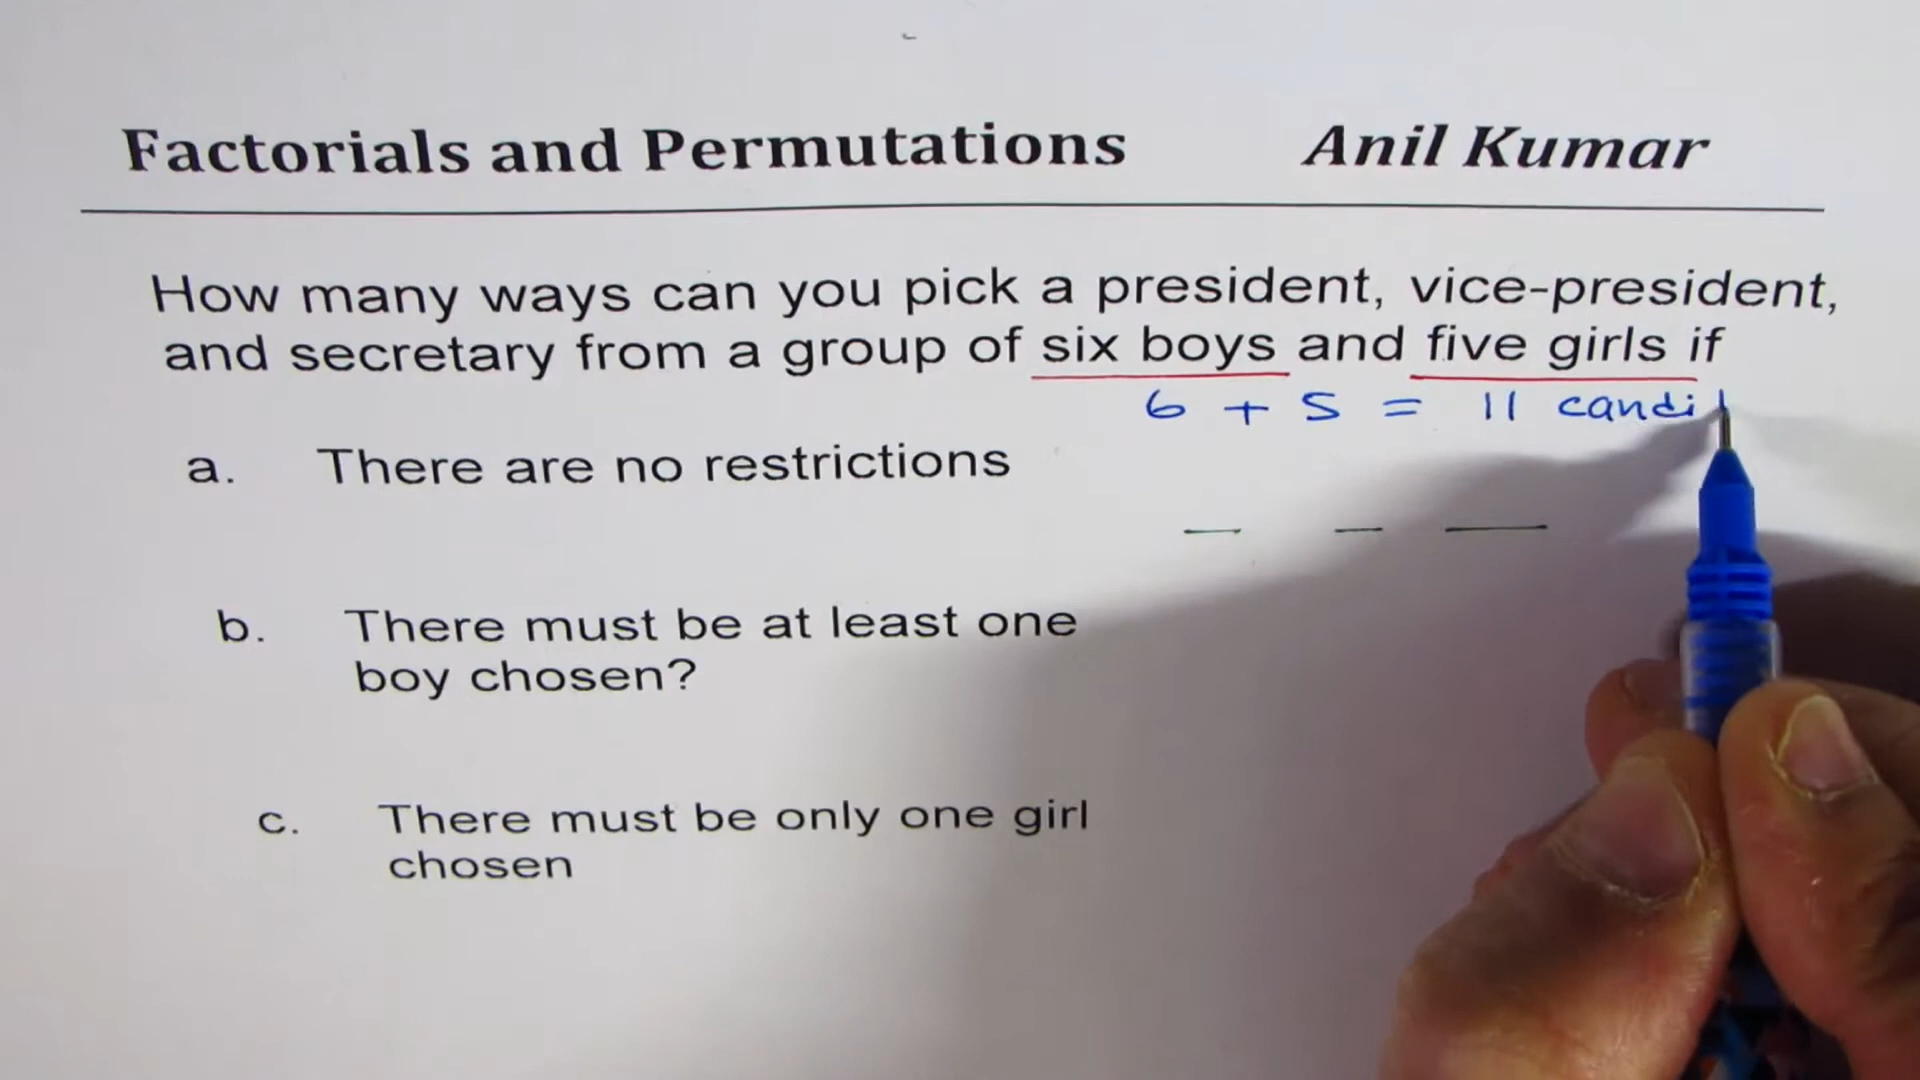 Factorials and Permutations Anil Kumar
How many ways can you pick a president, vice-president,
and secretary from a group of six boys and five girls if
6 + 5 = 11 candi
a. There are no restrictions
b. There must be at least one
boy chosen?
c. There must be only one girl
chosen